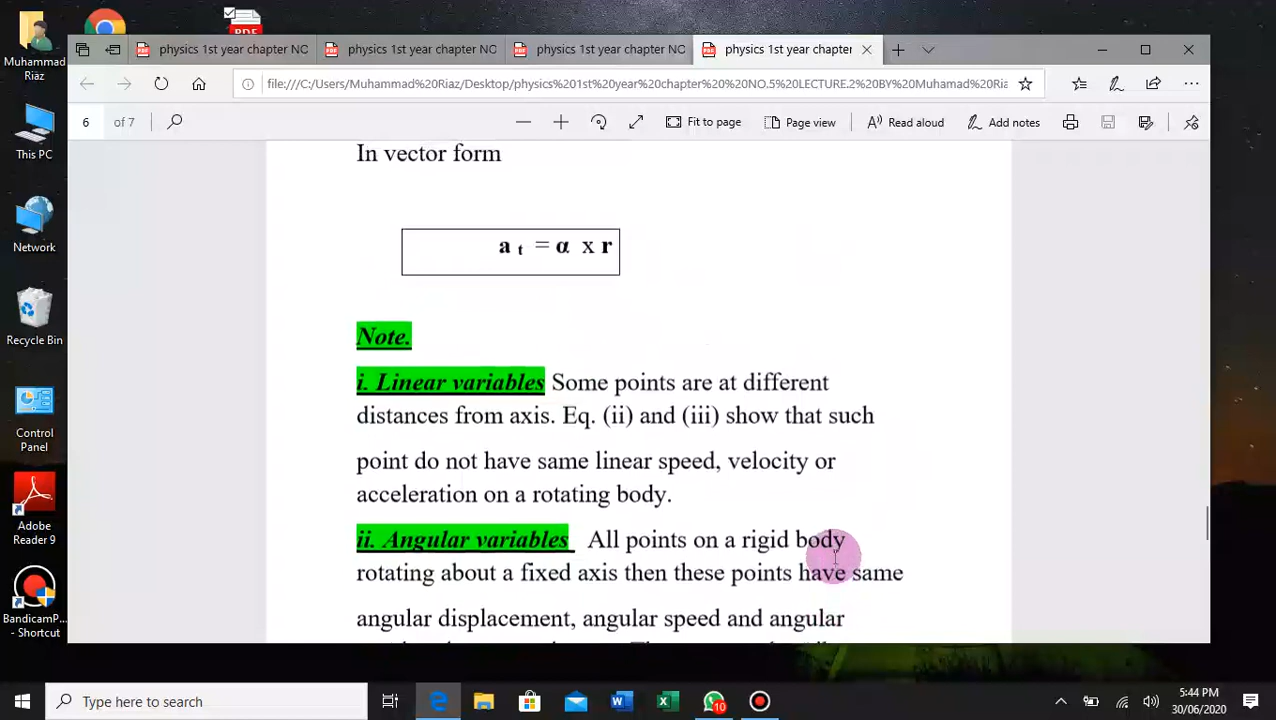 Muhammad
Riaz
This PC
Network
Recycle Bin
Control
Panel
Adobe
Reader 9
BandicamP...
- Shortcut
PDF
physics 1st year chapter NO
physics 1st year chapter NO
physics 1st year chapter NO
physics 1st year chapter
file:///C:/Users/Muhammad%20Riaz/Desktop/physics%201st%20year%20chapter%20%20NO.5%20LECTURE.2%20BY%20Muhamad%20Ria
6 of 7
Fit to page
Page view
Read aloud
Add notes
In vector form
a t = α x r
Note.
i. Linear variables Some points are at different
distances from axis. Eq. (ii) and (iii) show that such
point do not have same linear speed, velocity or
acceleration on a rotating body.
ii. Angular variables All points on a rigid body
rotating about a fixed axis then these points have same
angular displacement, angular speed and angular
Type here to search
10
5:44 PM
30/06/2020